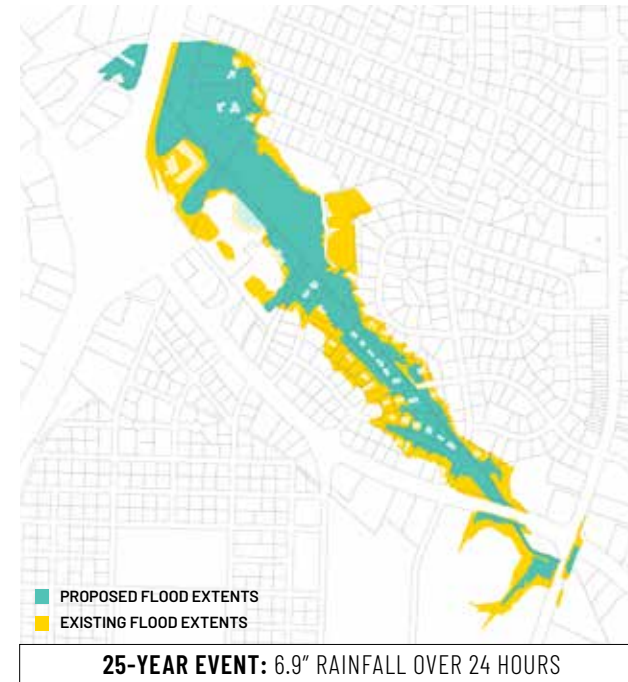 PROPOSED FLOOD EXTENTS
EXISTING FLOOD EXTENTS
25-YEAR EVENT: 6.9” RAINFALL OVER 24 HOURS